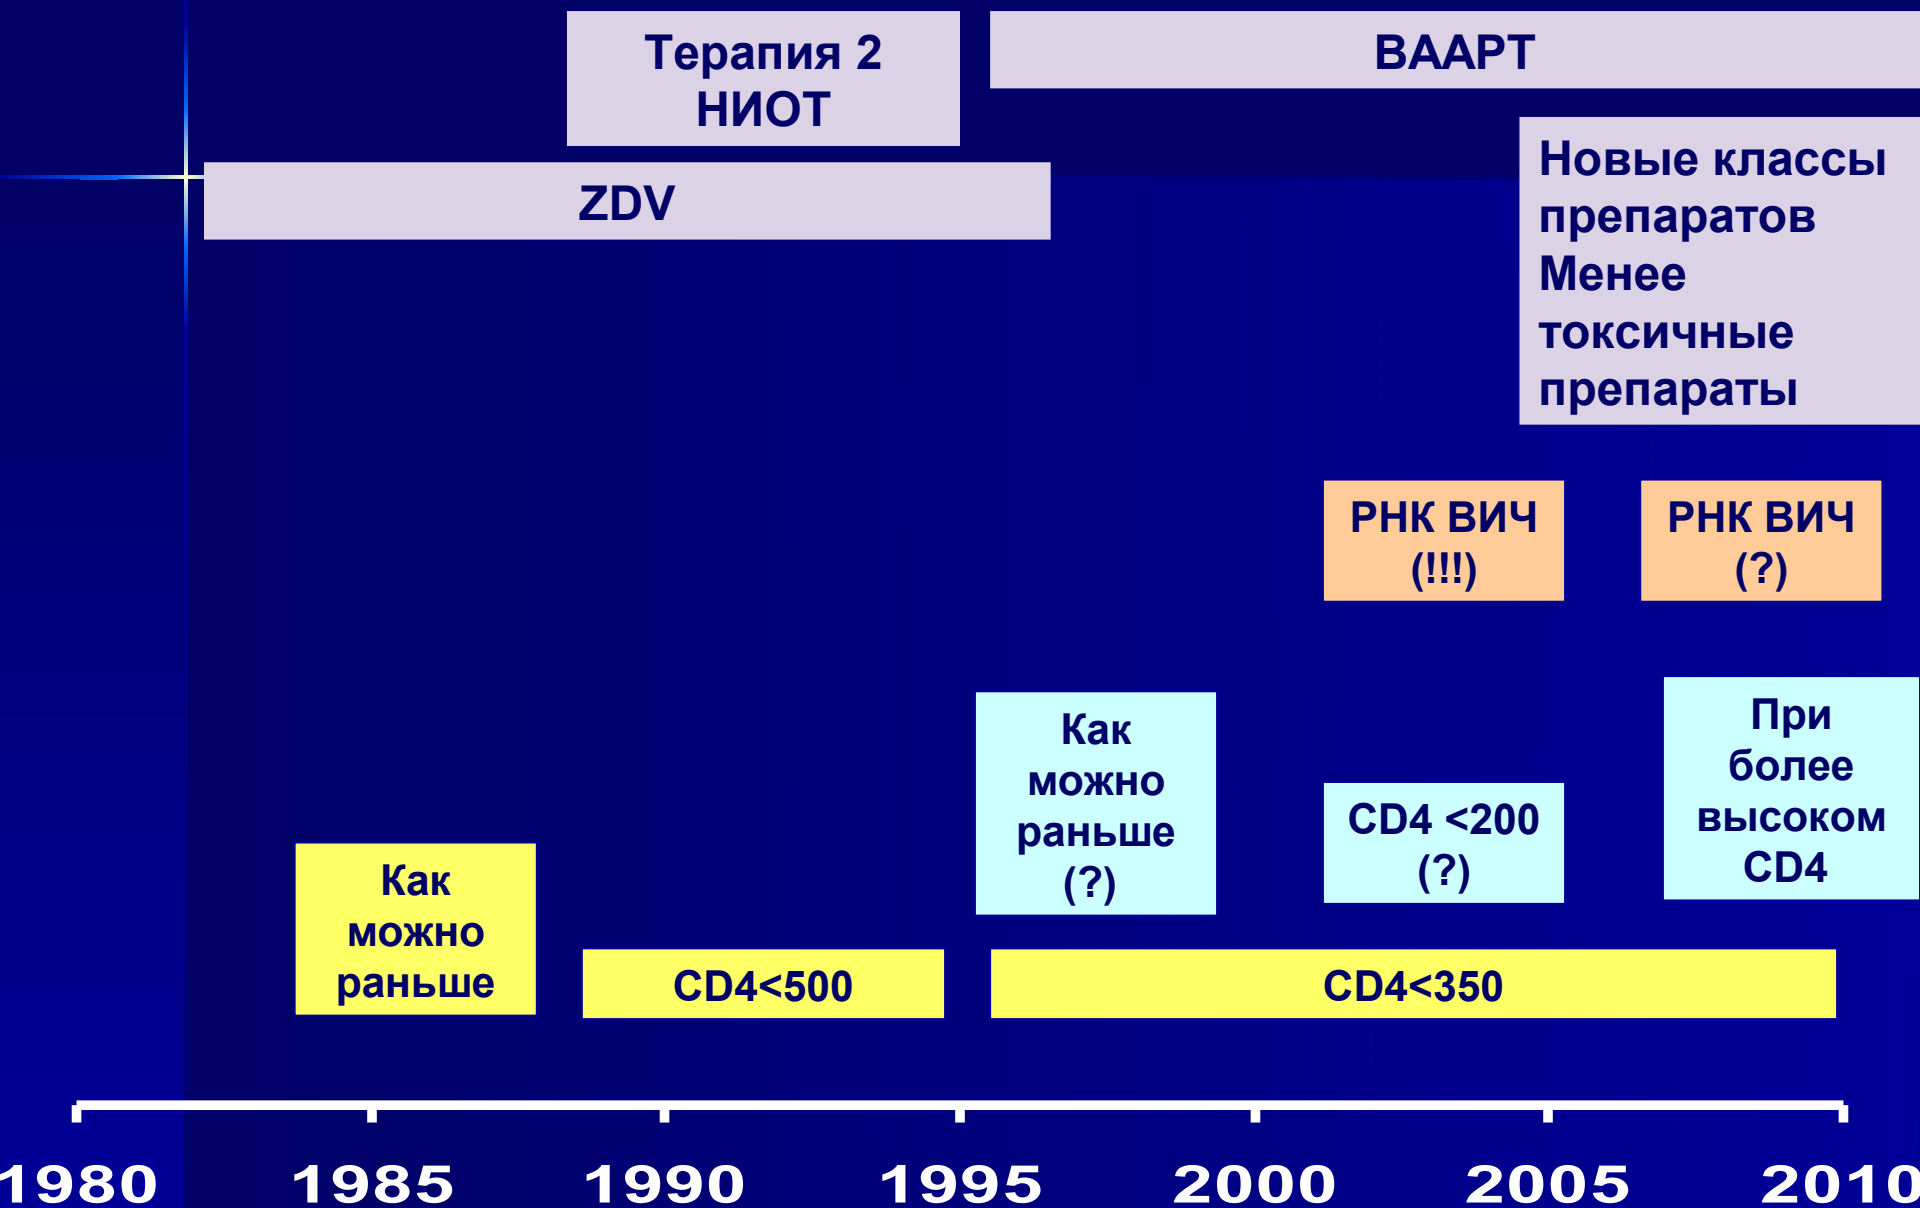 Терапия 2
НИОТ
ВААРТ
ZDV
Новые классы
препаратов
Менее
токсичные
препараты
РНК ВИЧ
(!!!)
РНК ВИЧ
(?)
Как
можно
раньше
(?)
При
более
высоком
CD4
CD4 <200
(?)
Как
можно
раньше
CD4<500
CD4<350
1980
1985
1990
1995
2000
2005
2010